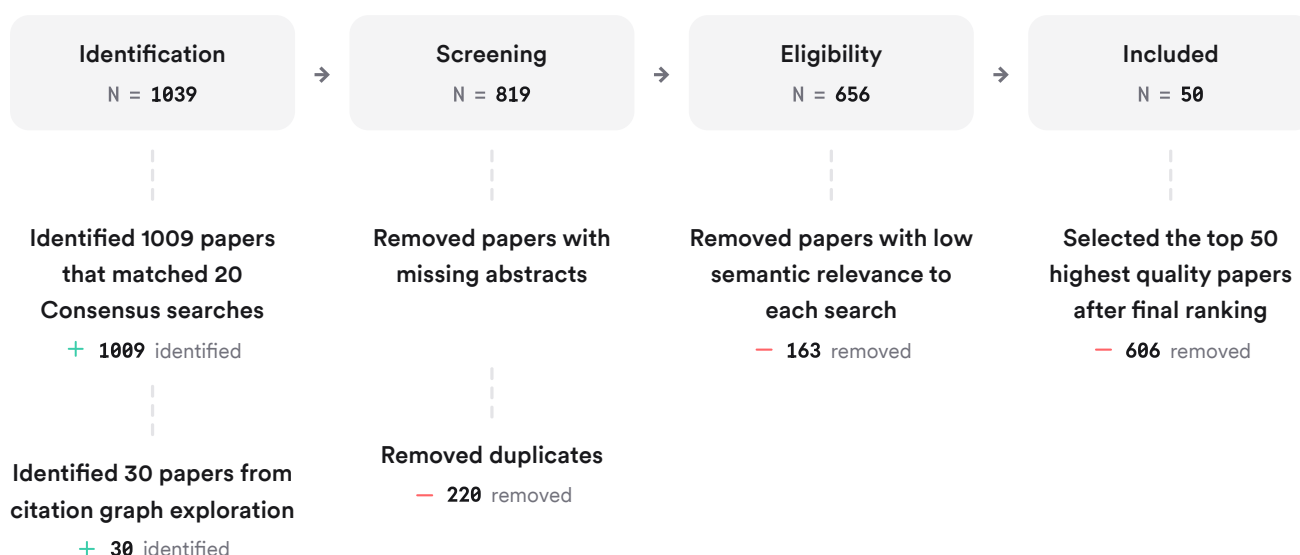 Identification
N = 1039
Screening
N = 819
Eligibility
N = 656
Included
N = 50
Identified 1009 papers
that matched 20
Consensus searches
+ 1009 identified
Identified 30 papers from
citation graph exploration
+ 30 identified
Removed papers with
missing abstracts
Removed duplicates
— 220 removed
Removed papers with low
semantic relevance to
each search
— 163 removed
Selected the top 50
highest quality papers
after final ranking
— 606 removed